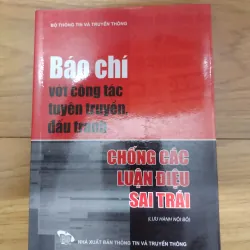 BỘ THÔNG TIN VÀ TRUYỀN THÔNG
Báo chí
với công tác
tuyên truyền,
đấu tranh
CHỐNG CÁC
LUẬN ĐIỆU
SAI TRÁI
(LƯU HÀNH NỘI BỘ)
NHÀ XUẤT BẢN THÔNG TIN VÀ TRUYỀN THÔNG